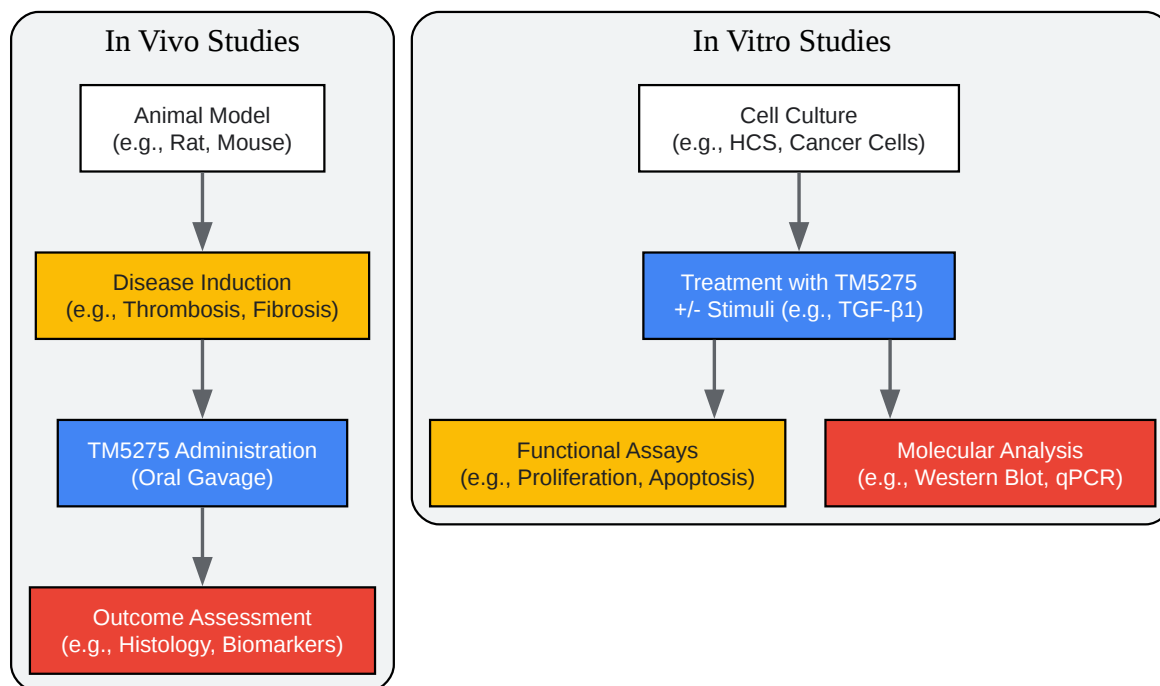 In Vivo Studies
Animal Model
(e.g., Rat, Mouse)
Disease Induction
(e.g., Thrombosis, Fibrosis)
TM5275 Administration
(Oral Gavage)
Outcome Assessment
(e.g., Histology, Biomarkers)
In Vitro Studies
Cell Culture
(e.g., HCS, Cancer Cells)
Treatment with TM5275
+/- Stimuli (e.g., TGF-β1)
Functional Assays
(e.g., Proliferation, Apoptosis)
Molecular Analysis
(e.g., Western Blot, qPCR)